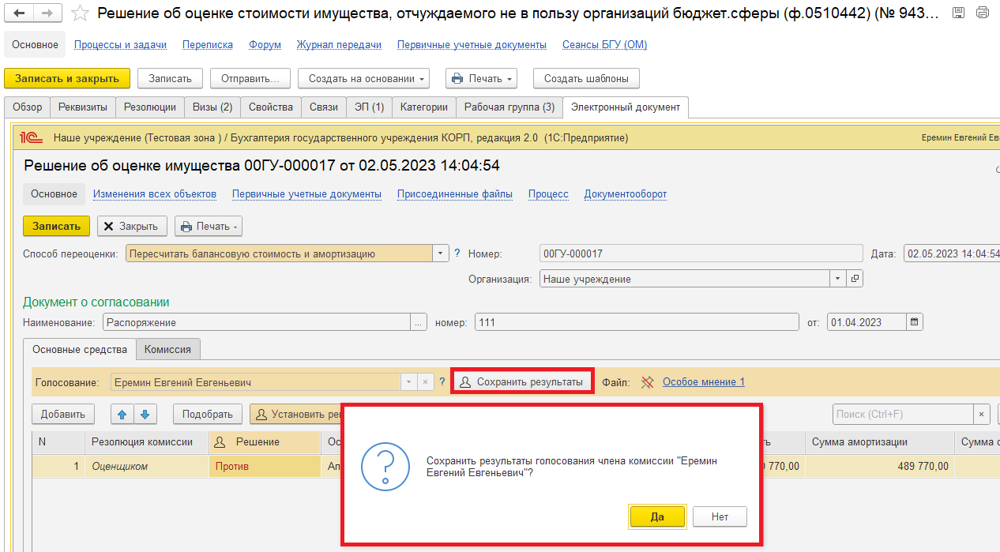 Решение об оценке стоимости имущества, отчуждаемого не в пользу организаций бюджет.сферы (ф.0510442) (№ 943...
Основное Процессы и задачи Переписка Форум Журнал передачи Первичные учетные документы Сеансы БГУ (ОМ)
Записать и закрыть Записать Отправить... Создать на основании Печать Создать шаблоны
Обзор Реквизиты Резолюции Визы (2) Свойства Связи ЭП (1) Категории Рабочая группа (3) Электронный документ
1С Наше учреждение (Тестовая зона ) / Бухгалтерия государственного учреждения КОРП, редакция 2.0 (1С:Предприятие) Еремин Евгений Ев
Решение об оценке имущества 00ГУ-000017 от 02.05.2023 14:04:54
Основное Изменения всех объектов Первичные учетные документы Присоединенные файлы Процесс Документооборот
Записать Закрыть Печать
Способ переоценки: Пересчитать балансовую стоимость и амортизацию ? Номер: 00ГУ-000017 Дата: 02.05.2023 14:04:54
Организация: Наше учреждение
Документ о согласовании
Наименование: Распоряжение ... номер: 111 от: 01.04.2023
Основные средства Комиссия
Голосование: Еремин Евгений Евгеньевич ? Сохранить результаты Файл: Особое мнение 1
Добавить Подобрать Установить ре Поиск (Ctrl+F) ×
N Резолюция комиссии Решение Ос ть Сумма амортизации Сумма о
1 Оценщиком Против Ап 770,00 489 770,00
Сохранить результаты голосования члена комиссии "Еремин
Евгений Евгеньевич"?
Да Нет